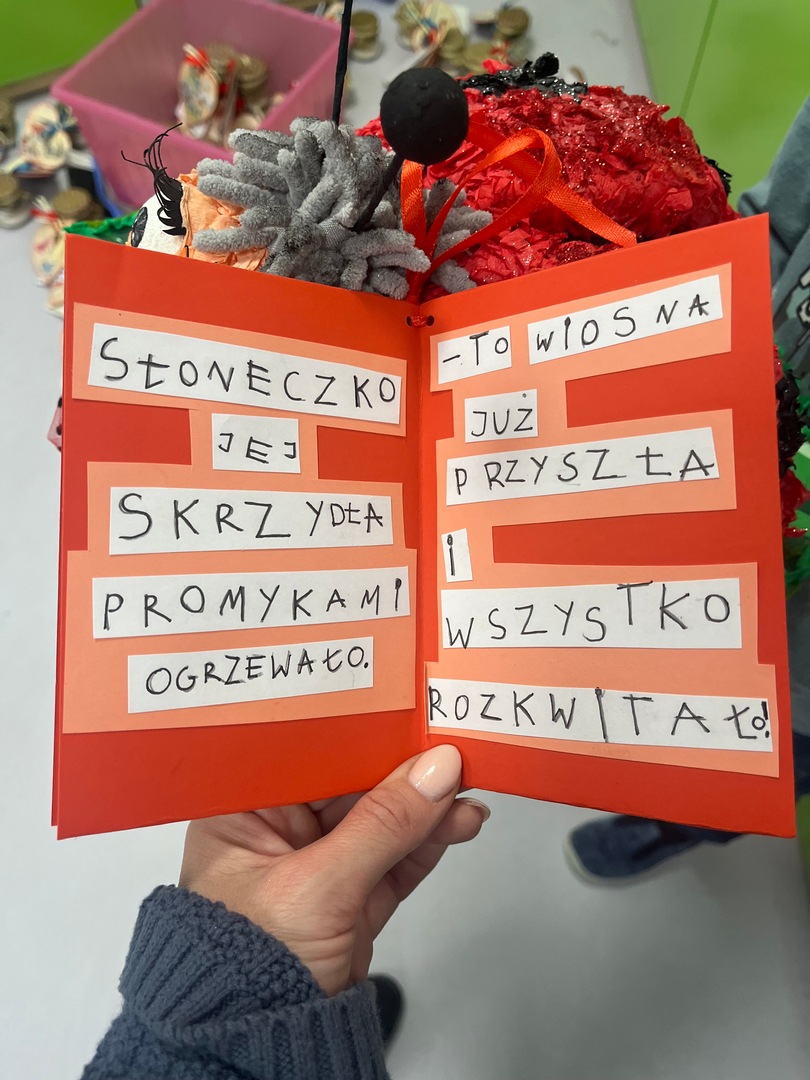 SŁONECZKO
JEJ
SKRZYDŁA
PROMYKAMI
OGRZEWAŁO.
-TO WIOSNA
JUŻ
PRZYSZŁA
I
WSZYSTKO
ROZKWITAŁO!